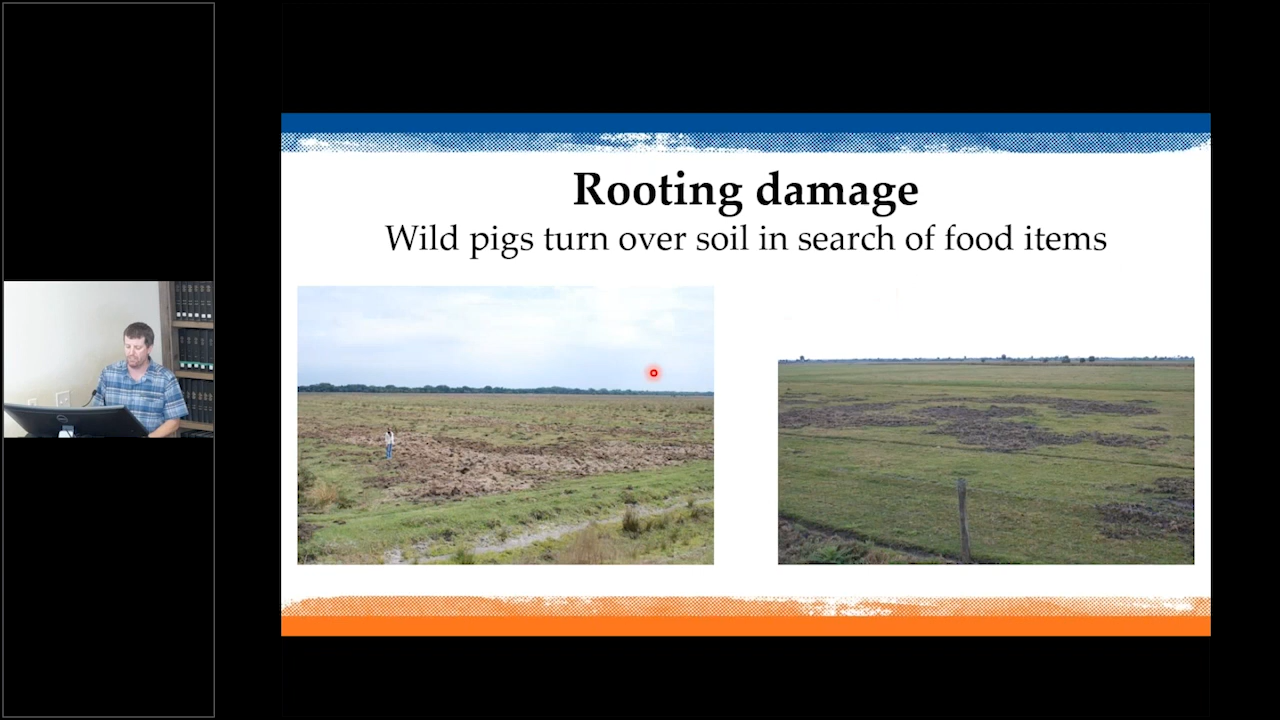 Rooting damage
Wild pigs turn over soil in search of food items